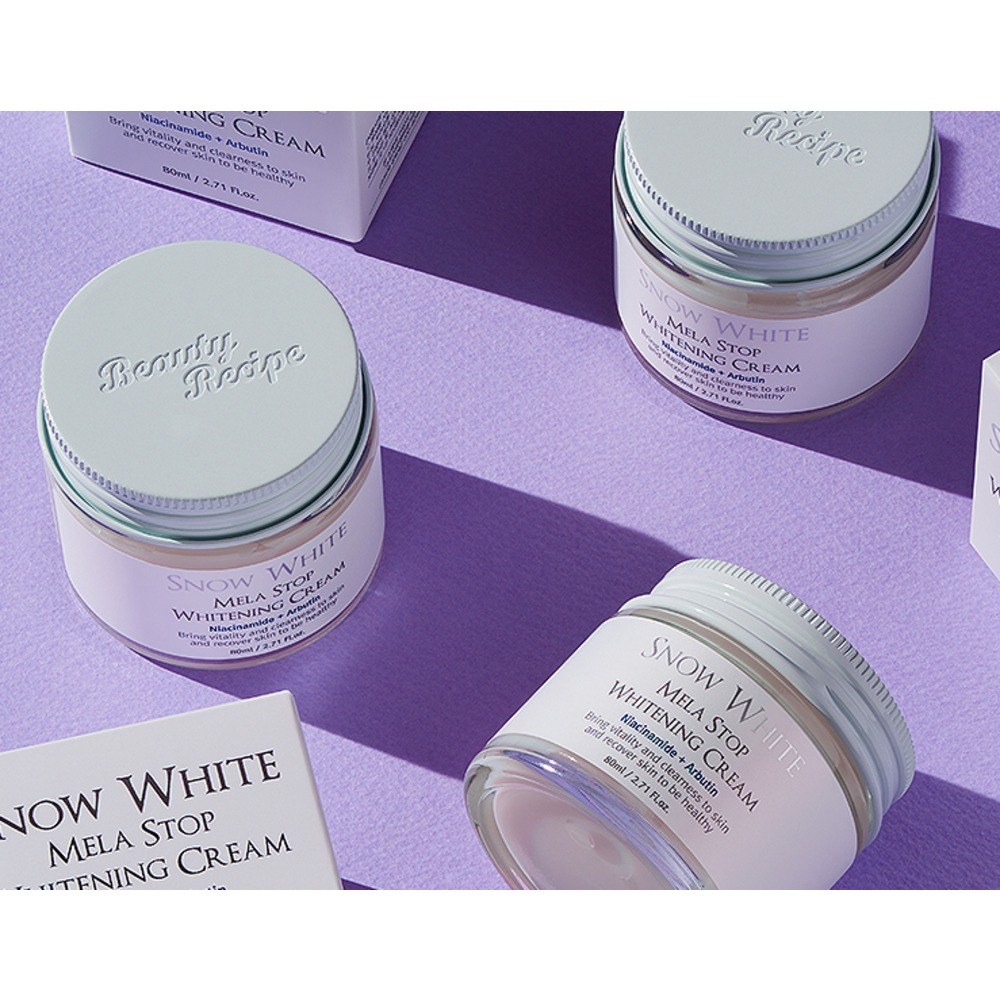 WHITENING CREAM
Niacinamide + Arbutin
Bring vitality and clearness to skin
and recover skin to be healthy
80ml / 2.71 Fl.oz.
Recipe
SNOW WHITE
MELA STOP
WHITENING CREAM
Niacinamide + Arbutin
Bring vitality and clearness to skin
and recover skin to be healthy
80ml / 2.71 Fl.oz.
Beauty
Recipe
SNOW WHITE
MELA STOP
WHITENING CREAM
Niacinamide + Arbutin
Bring vitality and clearness to skin
and recover skin to be healthy
80ml / 2.71 Fl.oz.
SNOW WHITE
MELA STOP
WHITENING CREAM
Niacinamide + Arbutin
Bring vitality and clearness to skin
and recover skin to be healthy
80ml / 2.71 Fl.oz.
SNOW WHITE
MELA STOP
WHITENING CREAM